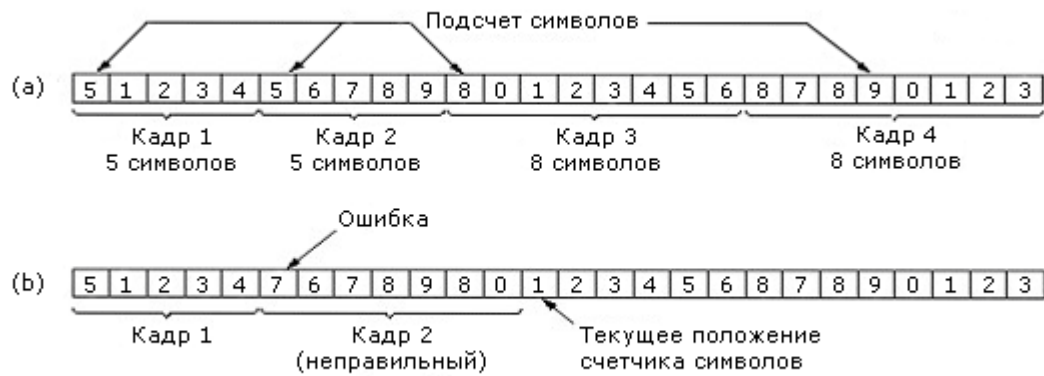 Подсчет символов
(a) 5 1 2 3 4 5 6 7 8 9 8 0 1 2 3 4 5 6 8 7 8 9 0 1 2 3
Кадр 1 Кадр 2 Кадр 3 Кадр 4
5 символов 5 символов 8 символов 8 символов
Ошибка
(b) 5 1 2 3 4 7 6 7 8 9 8 0 1 2 3 4 5 6 8 7 8 9 0 1 2 3
Кадр 1 Кадр 2 Текущее положение
(неправильный) счетчика символов